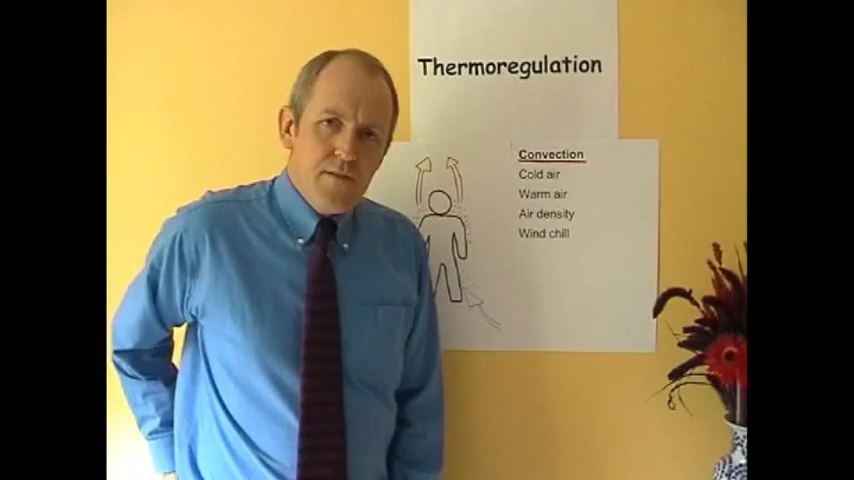 Thermoregulation
Convection
Cold air
Warm air
Air density
Wind chill